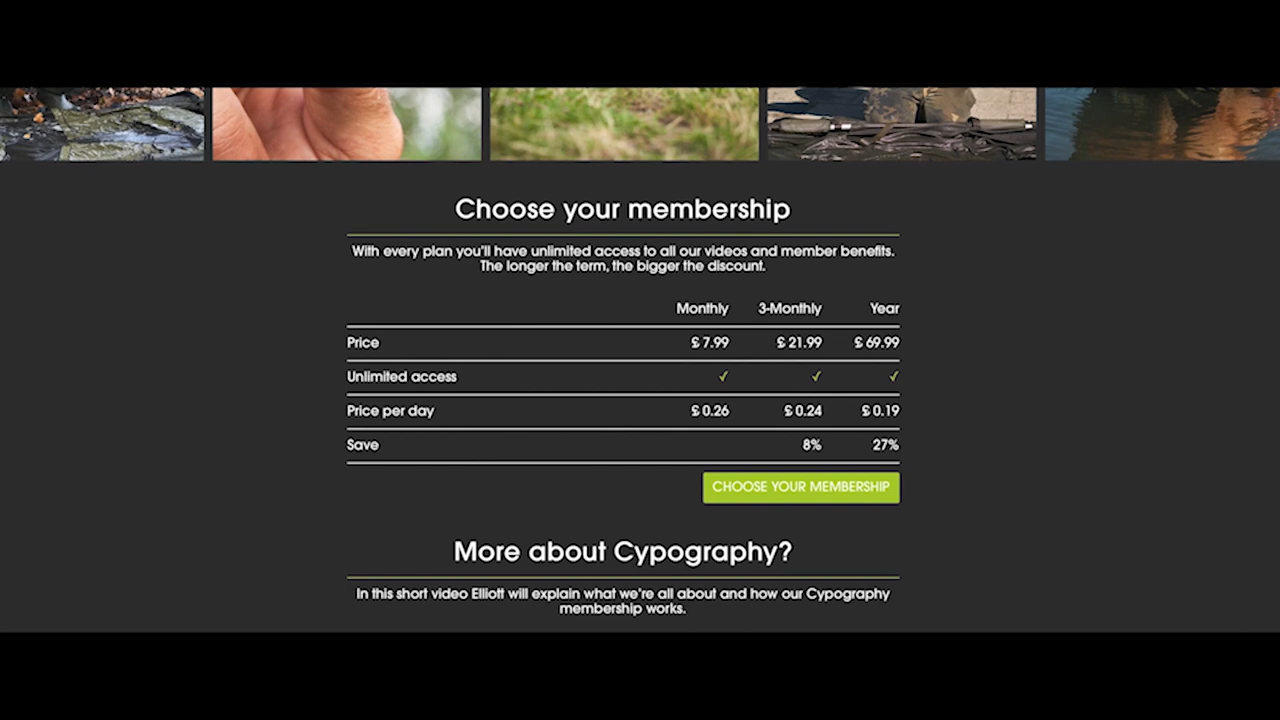 Choose your membership
With every plan you'll have unlimited access to all our videos and member benefits.
The longer the term, the bigger the discount.
Monthly 3-Monthly Year
Price £ 7.99 £ 21.99 £ 69.99
Unlimited access ✓ ✓ ✓
Price per day £ 0.26 £ 0.24 £ 0.19
Save 8% 27%
CHOOSE YOUR MEMBERSHIP
More about Cypography?
In this short video Elliott will explain what we're all about and how our Cypography
membership works.